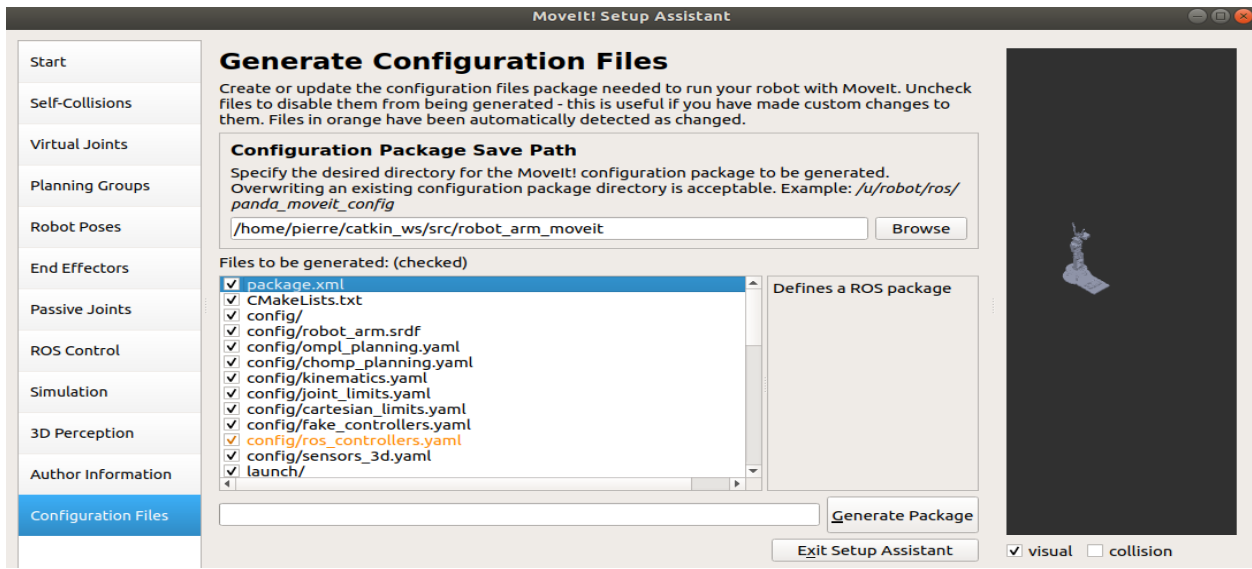 MoveIt! Setup Assistant
Start
Self-Collisions
Virtual Joints
Planning Groups
Robot Poses
End Effectors
Passive Joints
ROS Control
Simulation
3D Perception
Author Information
Configuration Files
Generate Configuration Files
Create or update the configuration files package needed to run your robot with MoveIt. Uncheck
files to disable them from being generated - this is useful if you have made custom changes to
them. Files in orange have been automatically detected as changed.
Configuration Package Save Path
Specify the desired directory for the MoveIt! configuration package to be generated.
Overwriting an existing configuration package directory is acceptable. Example: /u/robot/ros/
panda_moveit_config
/home/pierre/catkin_ws/src/robot_arm_moveit
Browse
Files to be generated: (checked)
package.xml
CMakeLists.txt
config/
config/robot_arm.srdf
config/ompl_planning.yaml
config/chomp_planning.yaml
config/kinematics.yaml
config/joint_limits.yaml
config/cartesian_limits.yaml
config/fake_controllers.yaml
config/ros_controllers.yaml
config/sensors_3d.yaml
launch/
Defines a ROS package
Generate Package
Exit Setup Assistant
visual
collision